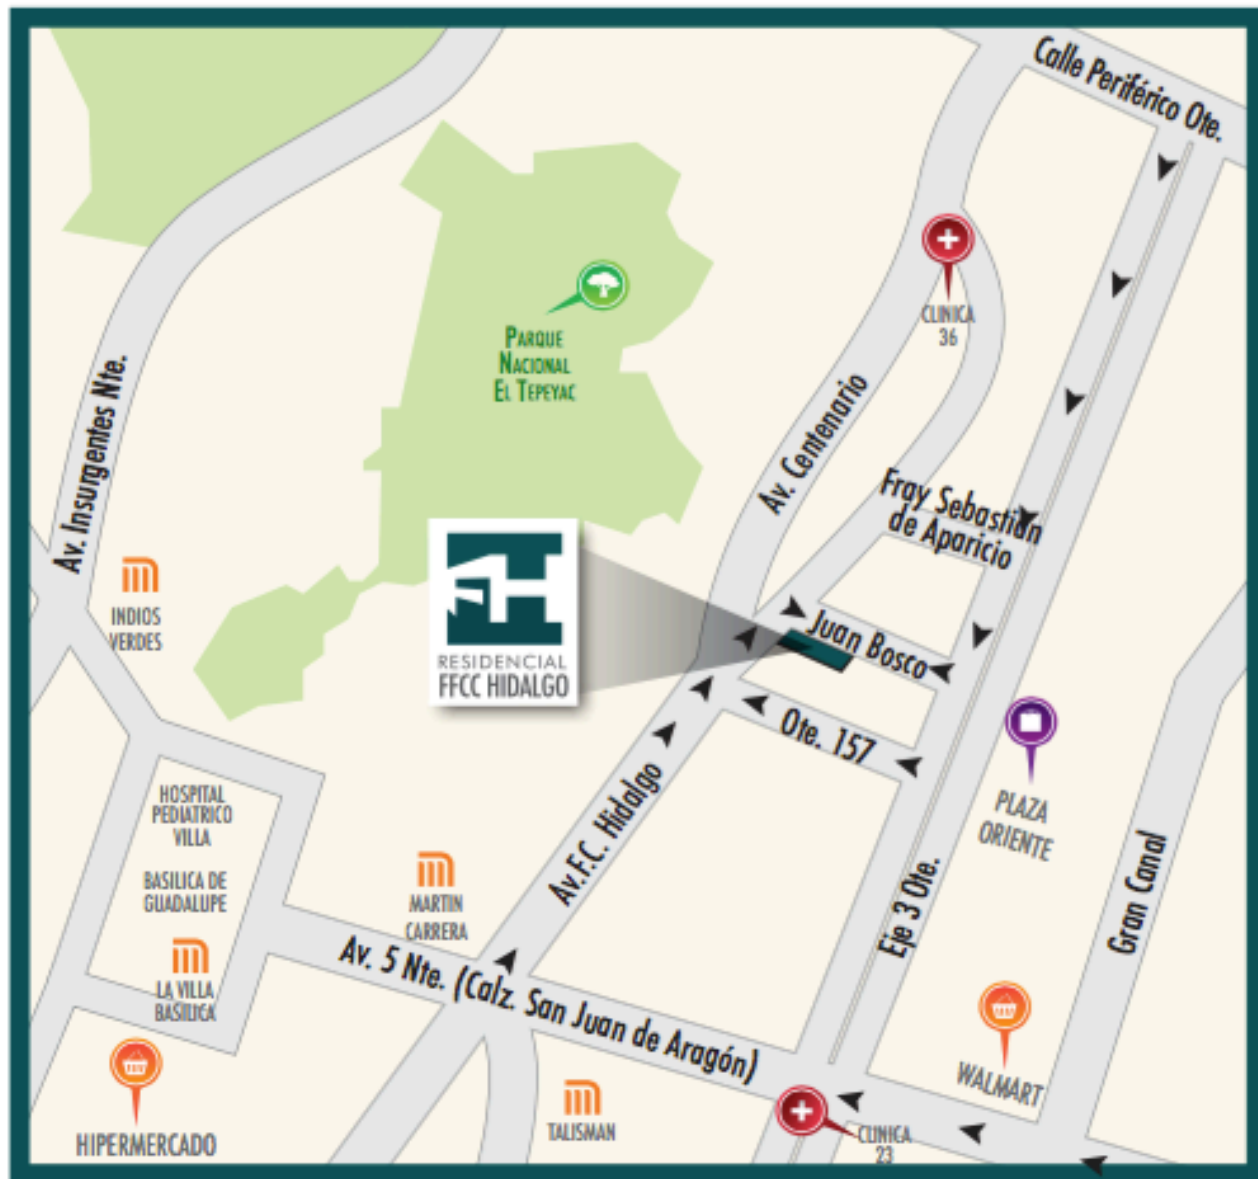 Calle Periférico Ote.
CLINICA
36
PARQUE
NACIONAL
EL TEPEYAC
Av. Insurgentes Nte.
Av. Centenario
Fray Sebastián
de Aparicio
INDIOS
VERDES
FH
RESIDENCIAL
FFCC HIDALGO
Juan Bosco
Ote. 157
PLAZA
ORIENTE
HOSPITAL
PEDIATRICO
VILLA
BASILICA DE
GUADALUPE
LA VILLA
BASILICA
MARTIN
CARRERA
Av.F.C. Hidalgo
Eje 3 Ote.
Gran Canal
Av. 5 Nte. (Calz. San Juan de Aragón)
WALMART
HIPERMERCADO
TALISMAN
CLINICA
23